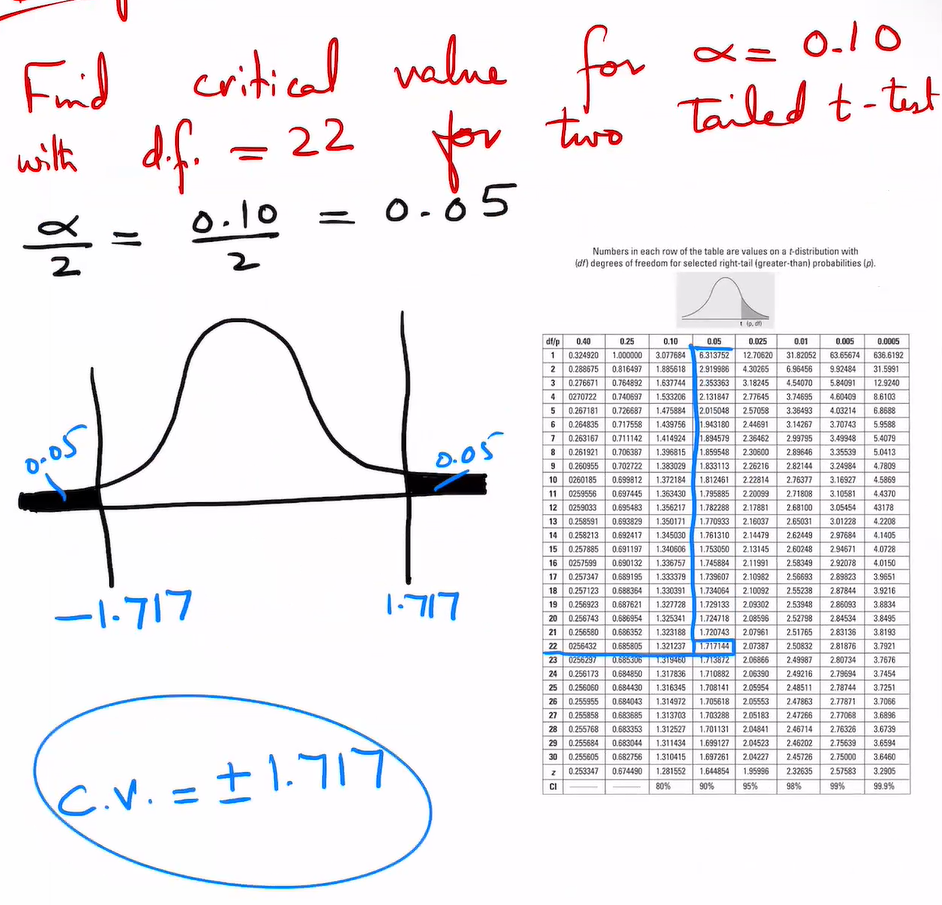 Find critical value for α = 0.10
with d.f. = 22 for two Tailed t-test
α/2 = 0.10/2 = 0.05
Numbers in each row of the table are values on a t-distribution with
(df) degrees of freedom for selected right-tail (greater-than) probabilities (p).
t (p, df)
0.05
0.05
-1.717
1.717
C.V. = ± 1.717
df/p 0.40 0.25 0.10 0.05 0.025 0.01 0.005 0.0005
1 0.324920 1.000000 3.077684 6.313752 12.70620 31.82052 63.65674 636.6192
2 0.288675 0.816497 1.885618 2.919986 4.30265 6.96456 9.92484 31.5991
3 0.276671 0.764892 1.637744 2.353363 3.18245 4.54070 5.84091 12.9240
4 0270722 0.740697 1.533206 2.131847 2.77645 3.74695 4.60409 8.6103
5 0.267181 0.726687 1.475884 2.015048 2.57058 3.36493 4.03214 6.8688
6 0.264835 0.717558 1.439756 1.943180 2.44691 3.14267 3.70743 5.9588
7 0.263167 0.711142 1.414924 1.894579 2.36462 2.99795 3.49948 5.4079
8 0.261921 0.706387 1.396815 1.859548 2.30600 2.89646 3.35539 5.0413
9 0.260955 0.702722 1.383029 1.833113 2.26216 2.82144 3.24984 4.7809
10 0260185 0.699812 1.372184 1.812461 2.22814 2.76377 3.16927 4.5869
11 0259556 0.697445 1.363430 1.795885 2.20099 2.71808 3.10581 4.4370
12 0259033 0.695483 1.356217 1.782288 2.17881 2.68100 3.05454 43178
13 0.258591 0.693829 1.350171 1.770933 2.16037 2.65031 3.01228 4.2208
14 0.258213 0.692417 1.345030 1.761310 2.14479 2.62449 2.97684 4.1405
15 0.257885 0.691197 1.340606 1.753050 2.13145 2.60248 2.94671 4.0728
16 0257599 0.690132 1.336757 1.745884 2.11991 2.58349 2.92078 4.0150
17 0.257347 0.689195 1.333379 1.739607 2.10982 2.56693 2.89823 3.9651
18 0.257123 0.688364 1.330391 1.734064 2.10092 2.55238 2.87844 3.9216
19 0.256923 0.687621 1.327728 1.729133 2.09302 2.53948 2.86093 3.8834
20 0.256743 0.686954 1.325341 1.724718 2.08596 2.52798 2.84534 3.8495
21 0.256580 0.686352 1.323188 1.720743 2.07961 2.51765 2.83136 3.8193
22 0256432 0.685805 1.321237 1.717144 2.07387 2.50832 2.81876 3.7921
23 0256297 0.685306 1.319460 1.713872 2.06866 2.49987 2.80734 3.7676
24 0.256173 0.684850 1.317836 1.710882 2.06390 2.49216 2.79694 3.7454
25 0.256060 0.684430 1.316345 1.708141 2.05954 2.48511 2.78744 3.7251
26 0.255955 0.684043 1.314972 1.705618 2.05553 2.47863 2.77871 3.7066
27 0.255858 0.683685 1.313703 1.703288 2.05183 2.47266 2.77068 3.6896
28 0.255768 0.683353 1.312527 1.701131 2.04841 2.46714 2.76326 3.6739
29 0.255684 0.683044 1.311434 1.699127 2.04523 2.46202 2.75639 3.6594
30 0.255605 0.682756 1.310415 1.697261 2.04227 2.45726 2.75000 3.6460
z 0.253347 0.674490 1.281552 1.644854 1.95996 2.32635 2.57583 3.2905
CI 80% 90% 95% 98% 99% 99.9%